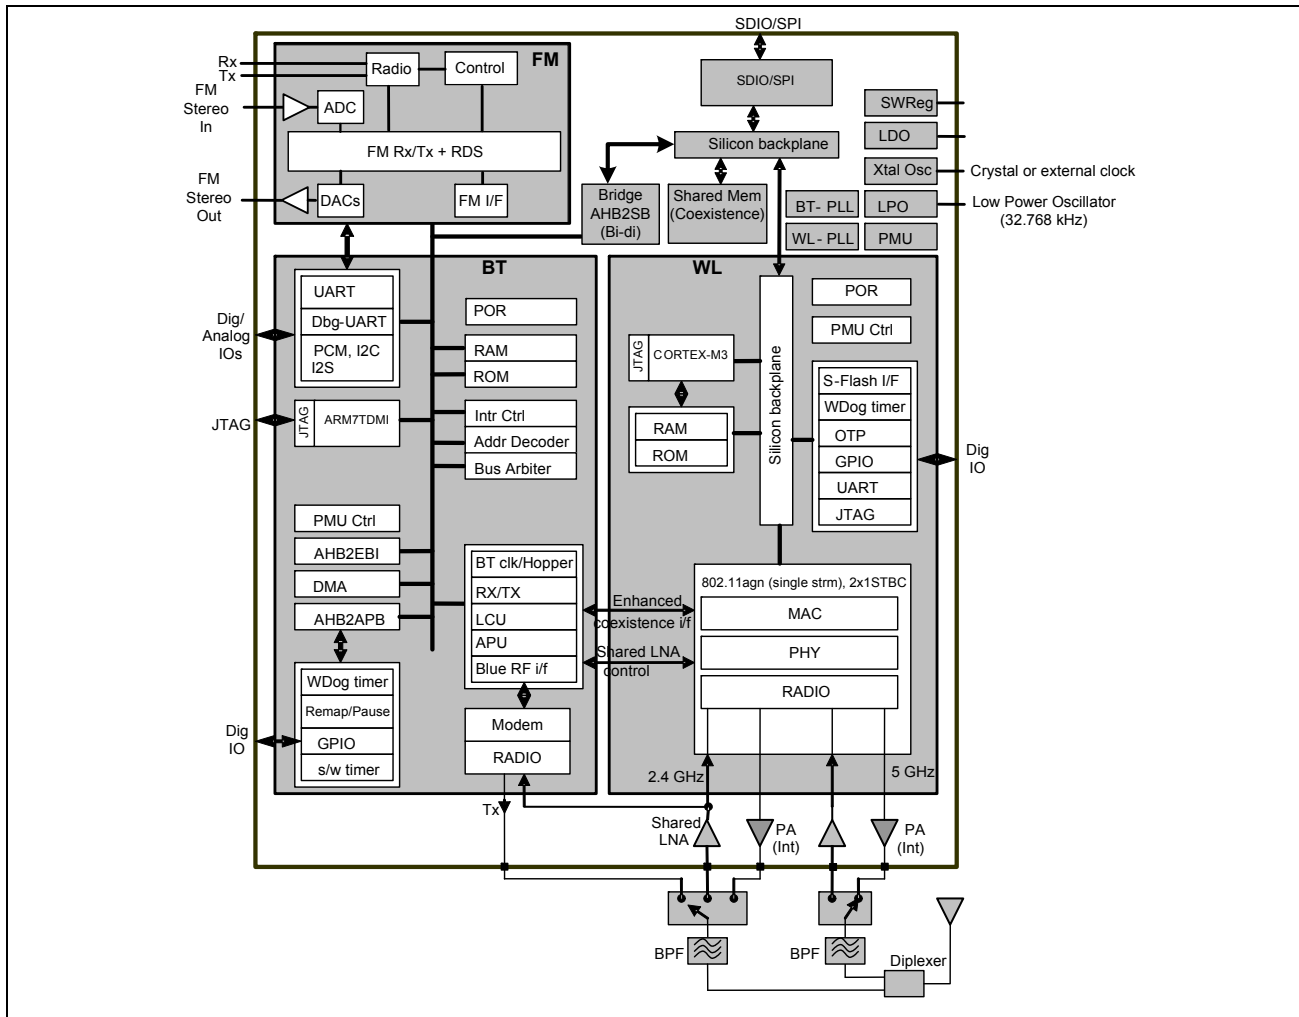 SDIO/SPI
FM
Rx
Tx
Radio
Control
FM
Stereo
In
ADC
FM Rx/Tx + RDS
FM
Stereo
Out
DACs
FM I/F
SDIO/SPI
Silicon backplane
Bridge
AHB2SB
(Bi-di)
Shared Mem
(Coexistence)
SWReg
LDO
Xtal Osc
Crystal or external clock
BT- PLL
LPO
Low Power Oscillator
(32.768 kHz)
WL - PLL
PMU
BT
UART
Dbg-UART
PCM, I2C
I2S
Dig/
Analog
IOs
POR
RAM
ROM
JTAG
JTAG
ARM7TDMI
Intr Ctrl
Addr Decoder
Bus Arbiter
PMU Ctrl
AHB2EBI
DMA
AHB2APB
BT clk/Hopper
RX/TX
LCU
APU
Blue RF i/f
WDog timer
Remap/Pause
GPIO
s/w timer
Dig
IO
Modem
RADIO
Tx
Enhanced
coexistence i/f
Shared LNA
control
WL
POR
PMU Ctrl
JTAG
CORTEX-M3
RAM
ROM
Silicon backplane
S-Flash I/F
WDog timer
OTP
GPIO
UART
JTAG
Dig
IO
802.11agn (single strm), 2x1STBC
MAC
PHY
RADIO
2.4 GHz
5 GHz
Shared
LNA
PA
(Int)
PA
(Int)
BPF
BPF
Diplexer